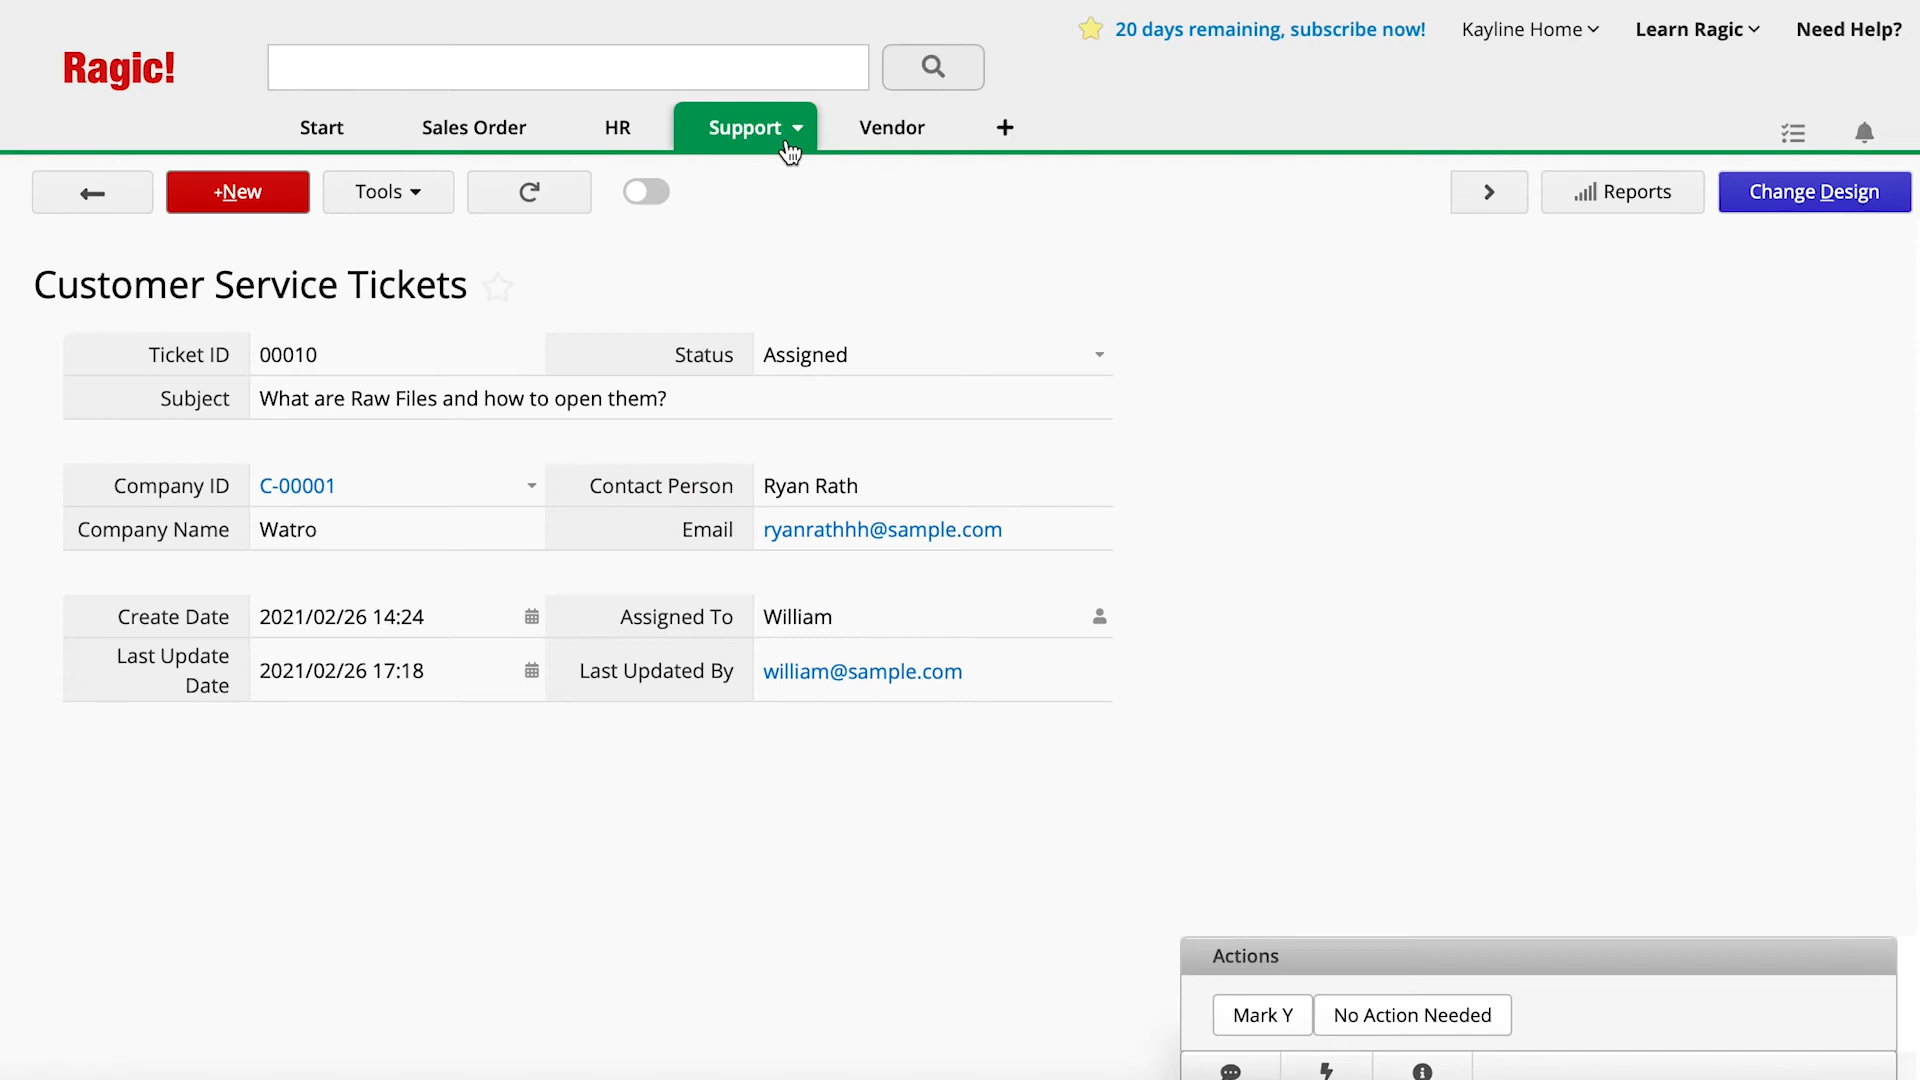 20 days remaining, subscribe now! Kayline Home Learn Ragic Need Help?
Ragic!
Start Sales Order HR Support Vendor +
+New Tools Reports Change Design
Customer Service Tickets
Ticket ID 00010 Status Assigned
Subject What are Raw Files and how to open them?
Company ID C-00001 Contact Person Ryan Rath
Company Name Watro Email ryanrathhh@sample.com
Create Date 2021/02/26 14:24 Assigned To William
Last Update
Date 2021/02/26 17:18 Last Updated By william@sample.com
Actions
Mark Y No Action Needed